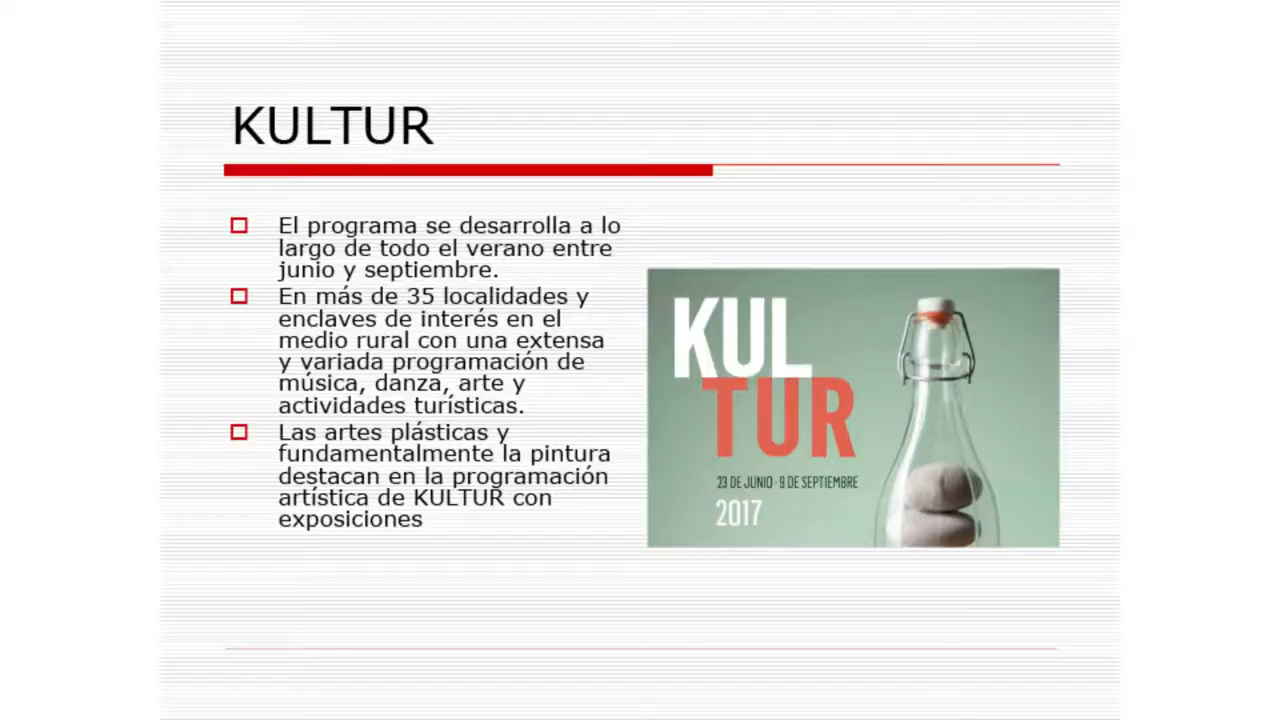 KULTUR
El programa se desarrolla a lo
largo de todo el verano entre
junio y septiembre.
En más de 35 localidades y
enclaves de interés en el
medio rural con una extensa
y variada programación de
música, danza, arte y
actividades turísticas.
Las artes plásticas y
fundamentalmente la pintura
destacan en la programación
artística de KULTUR con
exposiciones
KUL
TUR
23 DE JUNIO - 9 DE SEPTIEMBRE
2017